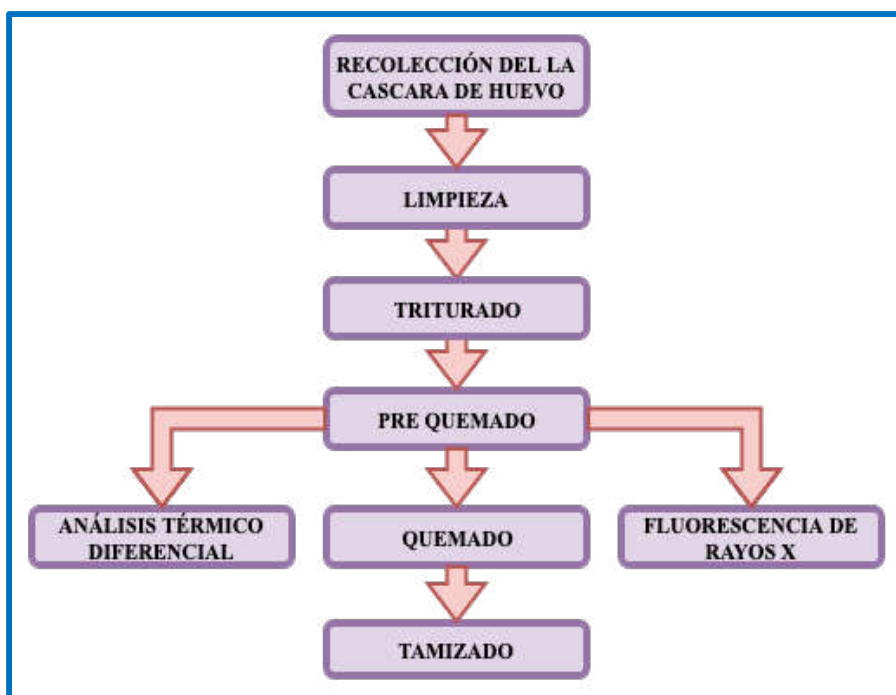 RECOLECCIÓN DEL LA
CASCARA DE HUEVO
LIMPIEZA
TRITURADO
PRE QUEMADO
ANÁLISIS TÉRMICO
DIFERENCIAL
QUEMADO
FLUORESCENCIA DE
RAYOS X
TAMIZADO